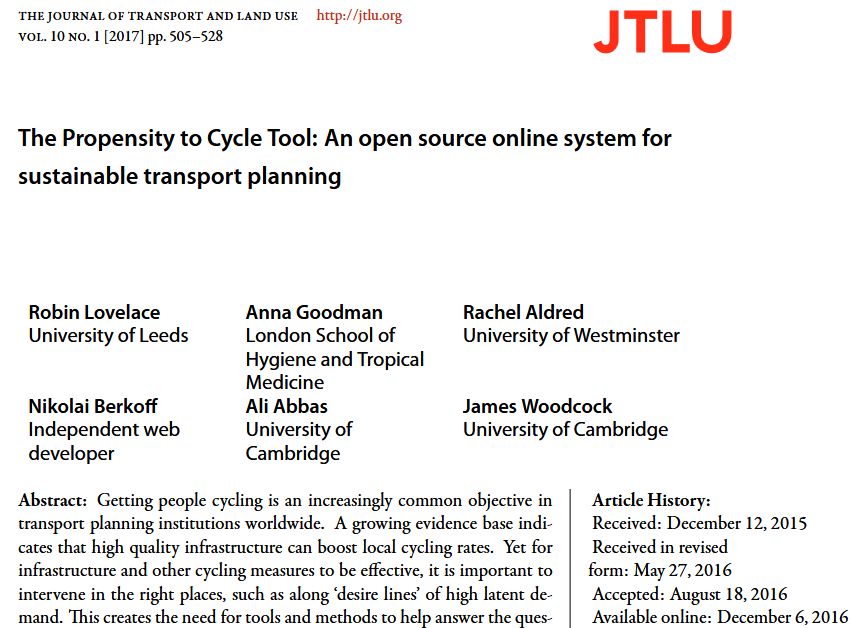 THE JOURNAL OF TRANSPORT AND LAND USE http://jtlu.org
VOL. 10 NO. 1 [2017] pp. 505–528
JTLU
The Propensity to Cycle Tool: An open source online system for
sustainable transport planning
Robin Lovelace
University of Leeds
Anna Goodman
London School of
Hygiene and Tropical
Medicine
Rachel Aldred
University of Westminster
Nikolai Berkoff
Independent web
developer
Ali Abbas
University of
Cambridge
James Woodcock
University of Cambridge
Abstract: Getting people cycling is an increasingly common objective in
transport planning institutions worldwide. A growing evidence base indi-
cates that high quality infrastructure can boost local cycling rates. Yet for
infrastructure and other cycling measures to be effective, it is important to
intervene in the right places, such as along ‘desire lines’ of high latent de-
mand. This creates the need for tools and methods to help answer the ques-
Article History:
Received: December 12, 2015
Received in revised
form: May 27, 2016
Accepted: August 18, 2016
Available online: December 6, 2016